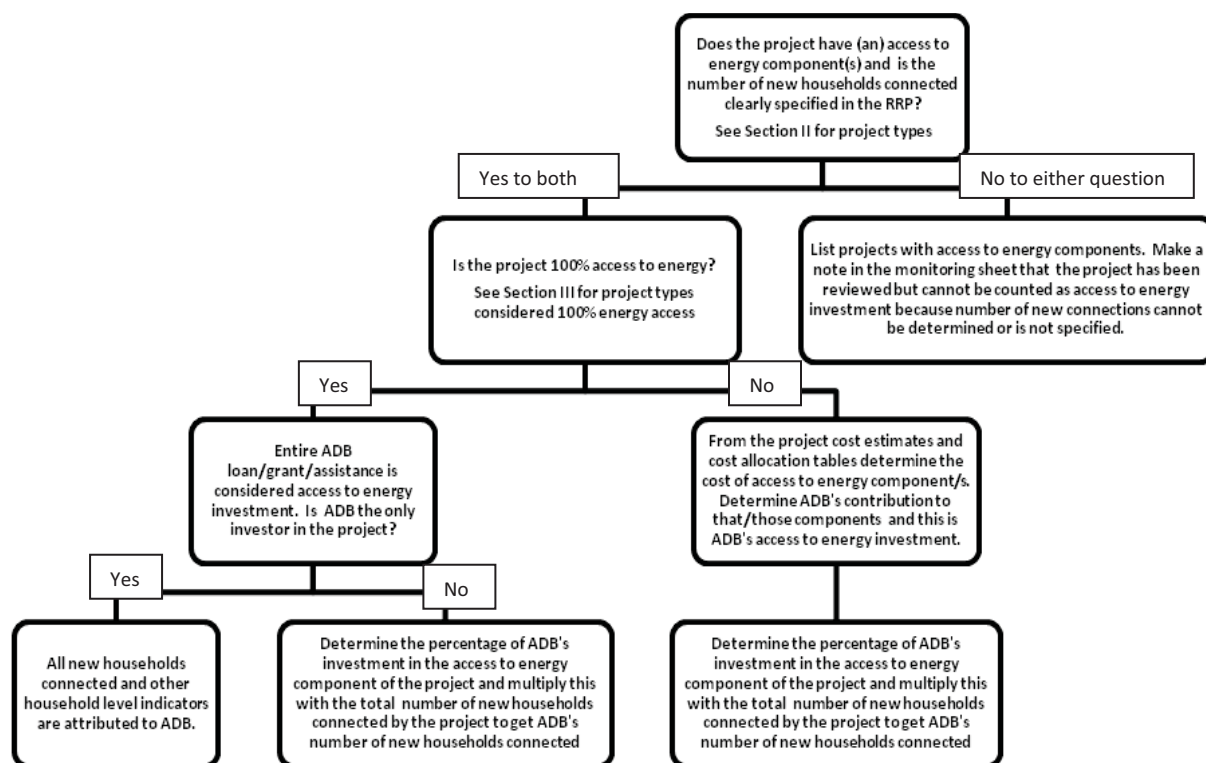 Does the project have (an) access to
energy component(s) and is the
number of new households connected
clearly specified in the RRP?
See Section II for project types
Yes to both
No to either question
Is the project 100% access to energy?
See Section III for project types
considered 100% energy access
List projects with access to energy components. Make a
note in the monitoring sheet that the project has been
reviewed but cannot be counted as access to energy
investment because number of new connections cannot
be determined or is not specified.
Yes
No
Entire ADB
loan/grant/assistance is
considered access to energy
investment. Is ADB the only
investor in the project?
From the project cost estimates and
cost allocation tables determine the
cost of access to energy component/s.
Determine ADB's contribution to
that/those components and this is
ADB's access to energy investment.
Yes
No
All new households
connected and other
household level indicators
are attributed to ADB.
Determine the percentage of ADB's
investment in the access to energy
component of the project and multiply this
with the total number of new households
connected by the project to get ADB's
number of new households connected
Determine the percentage of ADB's
investment in the access to energy
component of the project and multiply this
with the total number of new households
connected by the project to get ADB's
number of new households connected